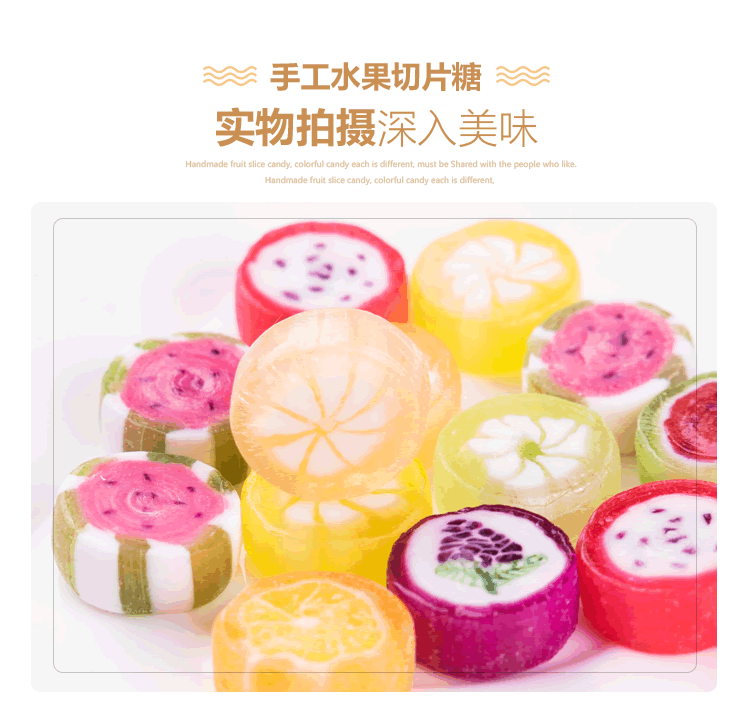 手工水果切片糖
实物拍摄深入美味
Handmade fruit slice candy, colorful candy each is different, must be Shared with the people who like.
Handmade fruit slice candy, colorful candy each is different,